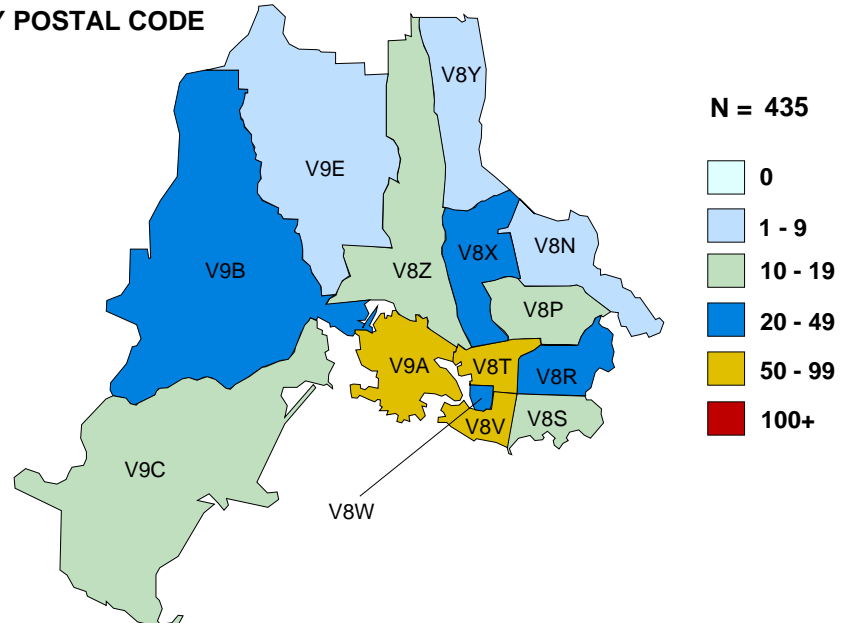 Y POSTAL CODE
V8Y
N = 435
V9E
0
1 - 9
V8N
V8X
V9B
V8Z
10 - 19
V8P
20 - 49
V9A
V8T
V8R
50 - 99
V8V
V8S
100+
V9C
V8W